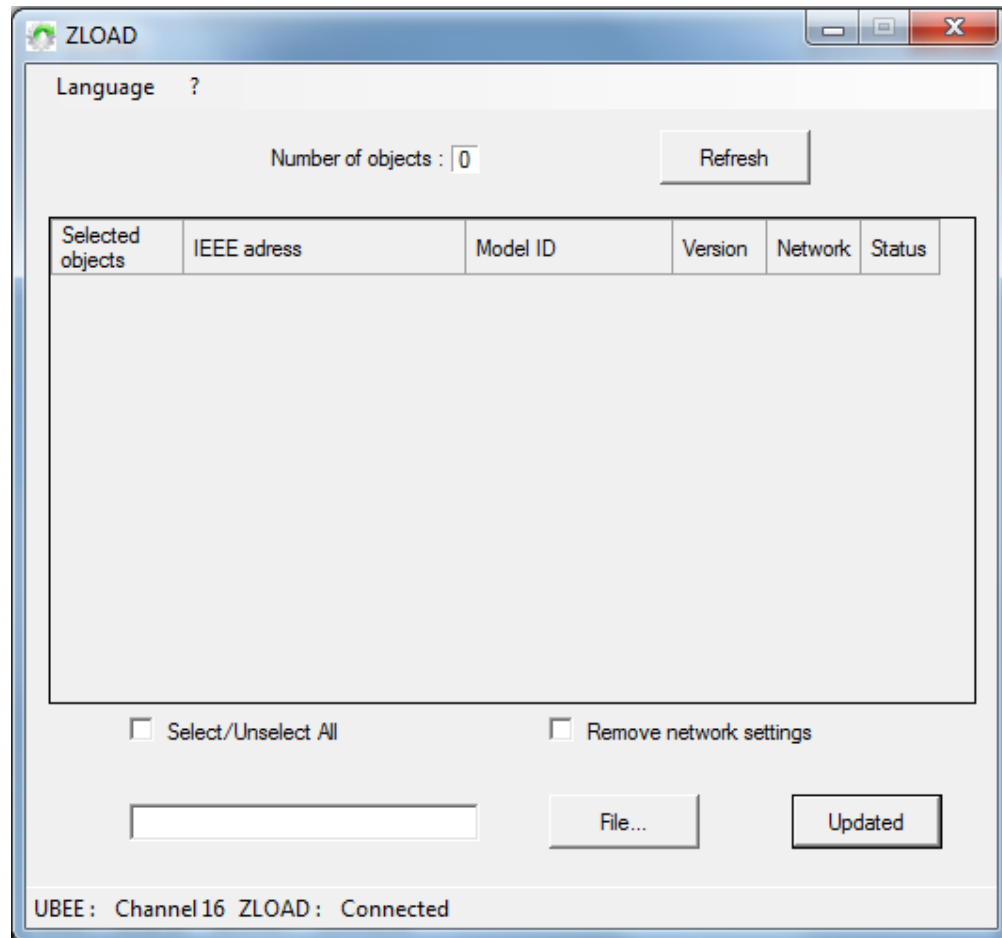 ZLOAD
Language ?
Number of objects : 0
Refresh
Selected objects
IEEE adress
Model ID
Version
Network
Status
Select/Unselect All
Remove network settings
File...
Updated
UBEE : Channel 16 ZLOAD : Connected